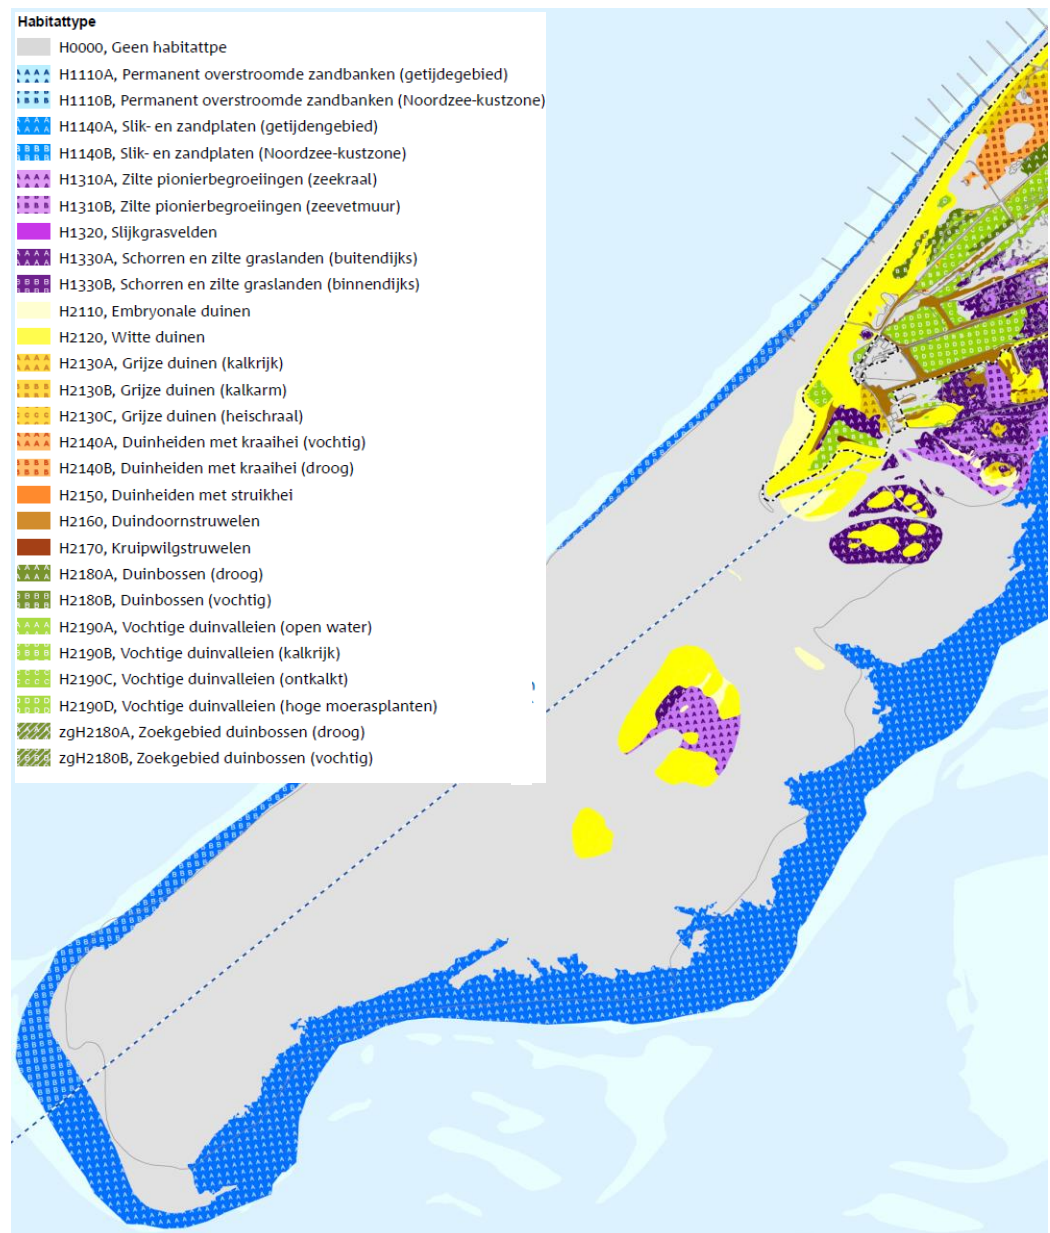 Habitattype
H0000, Geen habitattpe
H1110A, Permanent overstroomde zandbanken (getijdegebied)
H1110B, Permanent overstroomde zandbanken (Noordzee-kustzone)
H1140A, Slik- en zandplaten (getijdengebied)
H1140B, Slik- en zandplaten (Noordzee-kustzone)
H1310A, Zilte pionierbegroeiingen (zeekraal)
H1310B, Zilte pionierbegroeiingen (zeevetmuur)
H1320, Slijkgrasvelden
H1330A, Schorren en zilte graslanden (buitendijks)
H1330B, Schorren en zilte graslanden (binnendijks)
H2110, Embryonale duinen
H2120, Witte duinen
H2130A, Grijze duinen (kalkrijk)
H2130B, Grijze duinen (kalkarm)
H2130C, Grijze duinen (heischraal)
H2140A, Duinheiden met kraaihei (vochtig)
H2140B, Duinheiden met kraaihei (droog)
H2150, Duinheiden met struikhei
H2160, Duindoornstruwelen
H2170, Kruipwilgstruwelen
H2180A, Duinbossen (droog)
H2180B, Duinbossen (vochtig)
H2190A, Vochtige duinvalleien (open water)
H2190B, Vochtige duinvalleien (kalkrijk)
H2190C, Vochtige duinvalleien (ontkalkt)
H2190D, Vochtige duinvalleien (hoge moerasplanten)
zgH2180A, Zoekgebied duinbossen (droog)
zgH2180B, Zoekgebied duinbossen (vochtig)